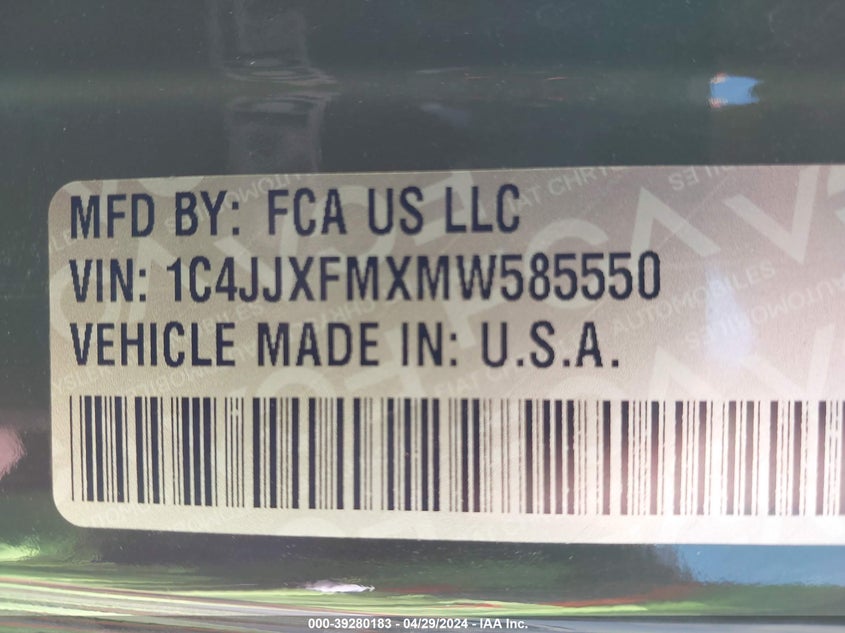 MFD BY: FCA US LLC
VIN: 1C4JJXFMXMW585550
VEHICLE MADE IN: U.S.A.
000-39280183 - 04/29/2024 - IAA Inc.